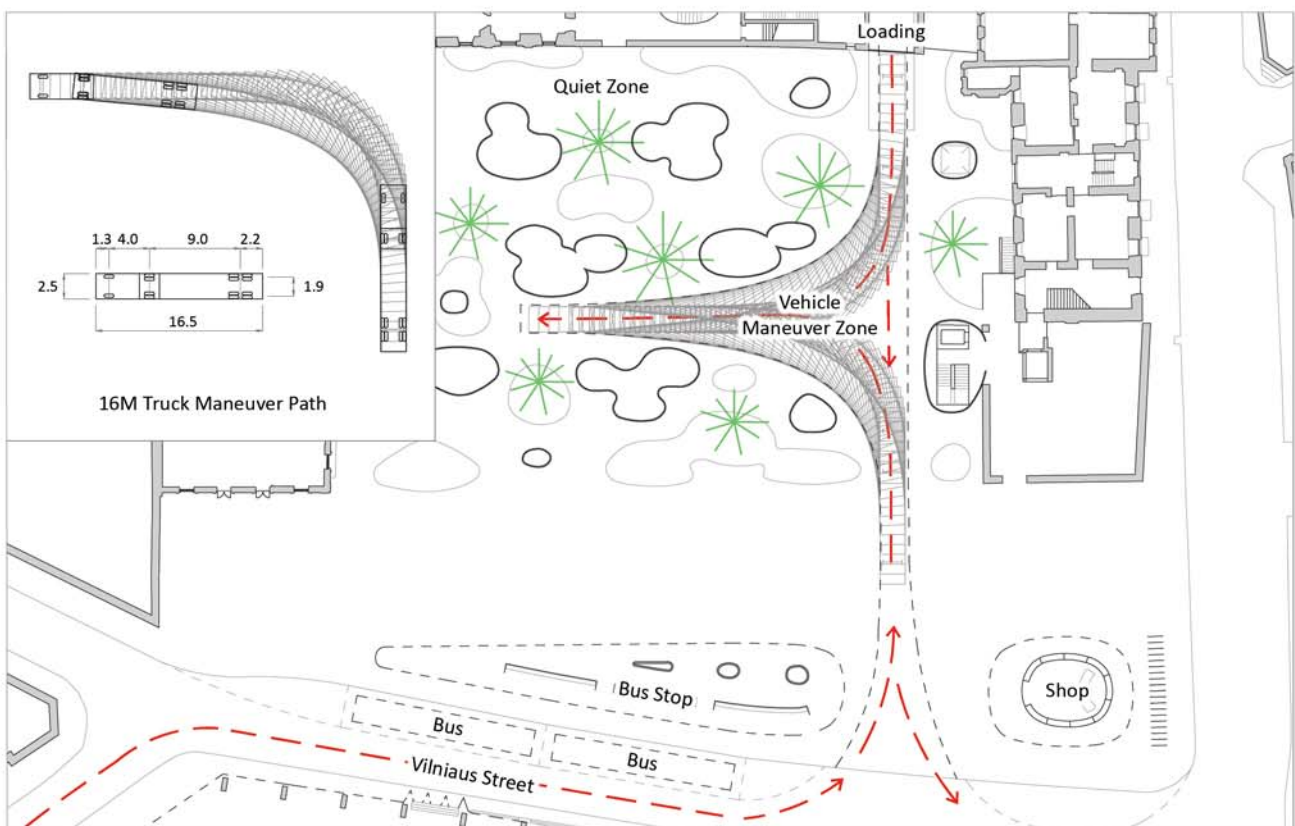 Loading
Quiet Zone
1.3 4.0 9.0 2.2
2.5
1.9
16.5
Vehicle
Maneuver Zone
16M Truck Maneuver Path
Bus Stop
Shop
Bus
Bus
Vilniaus Street